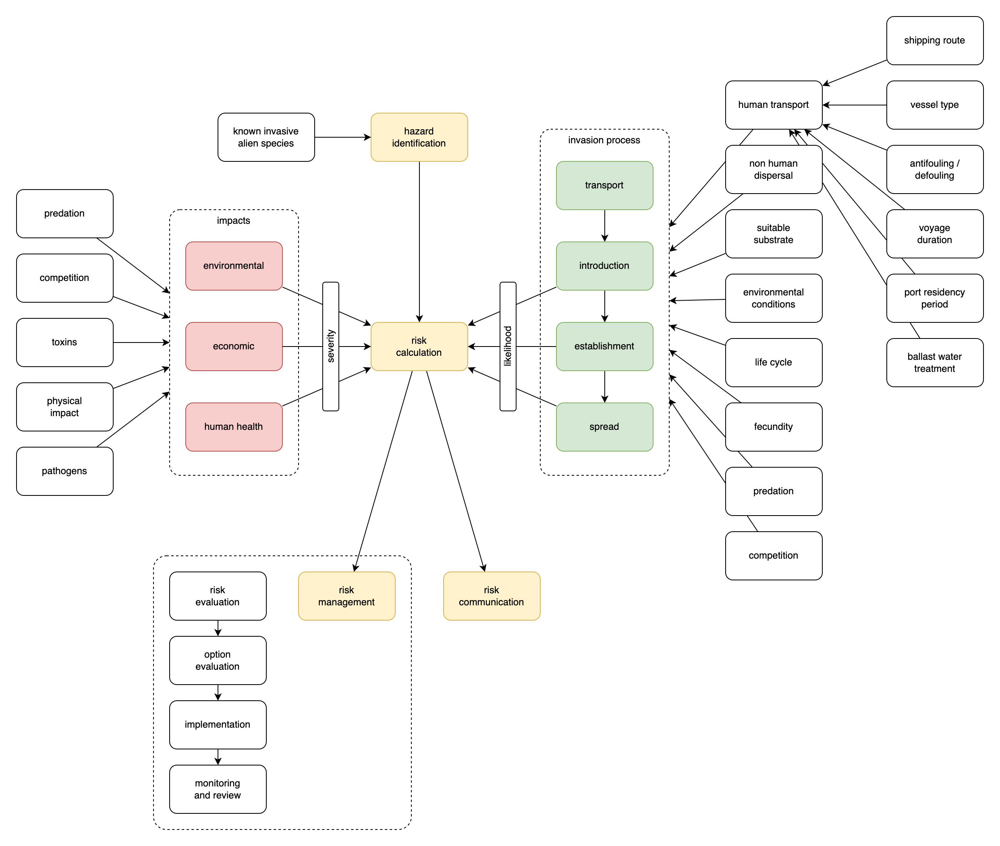 shipping route
human transport
vessel type
known invasive
alien species
hazard
identification
invasion process
non human
dispersal
antifouling /
defouling
transport
predation
impacts
suitable
substrate
voyage
duration
environmental
introduction
competition
environmental
conditions
port residency
period
toxins
economic
severity
risk
calculation
likelihood
establishment
life cycle
ballast water
treatment
physical
impact
human health
spread
fecundity
pathogens
predation
competition
risk
evaluation
risk
management
risk
communication
option
evaluation
implementation
monitoring
and review